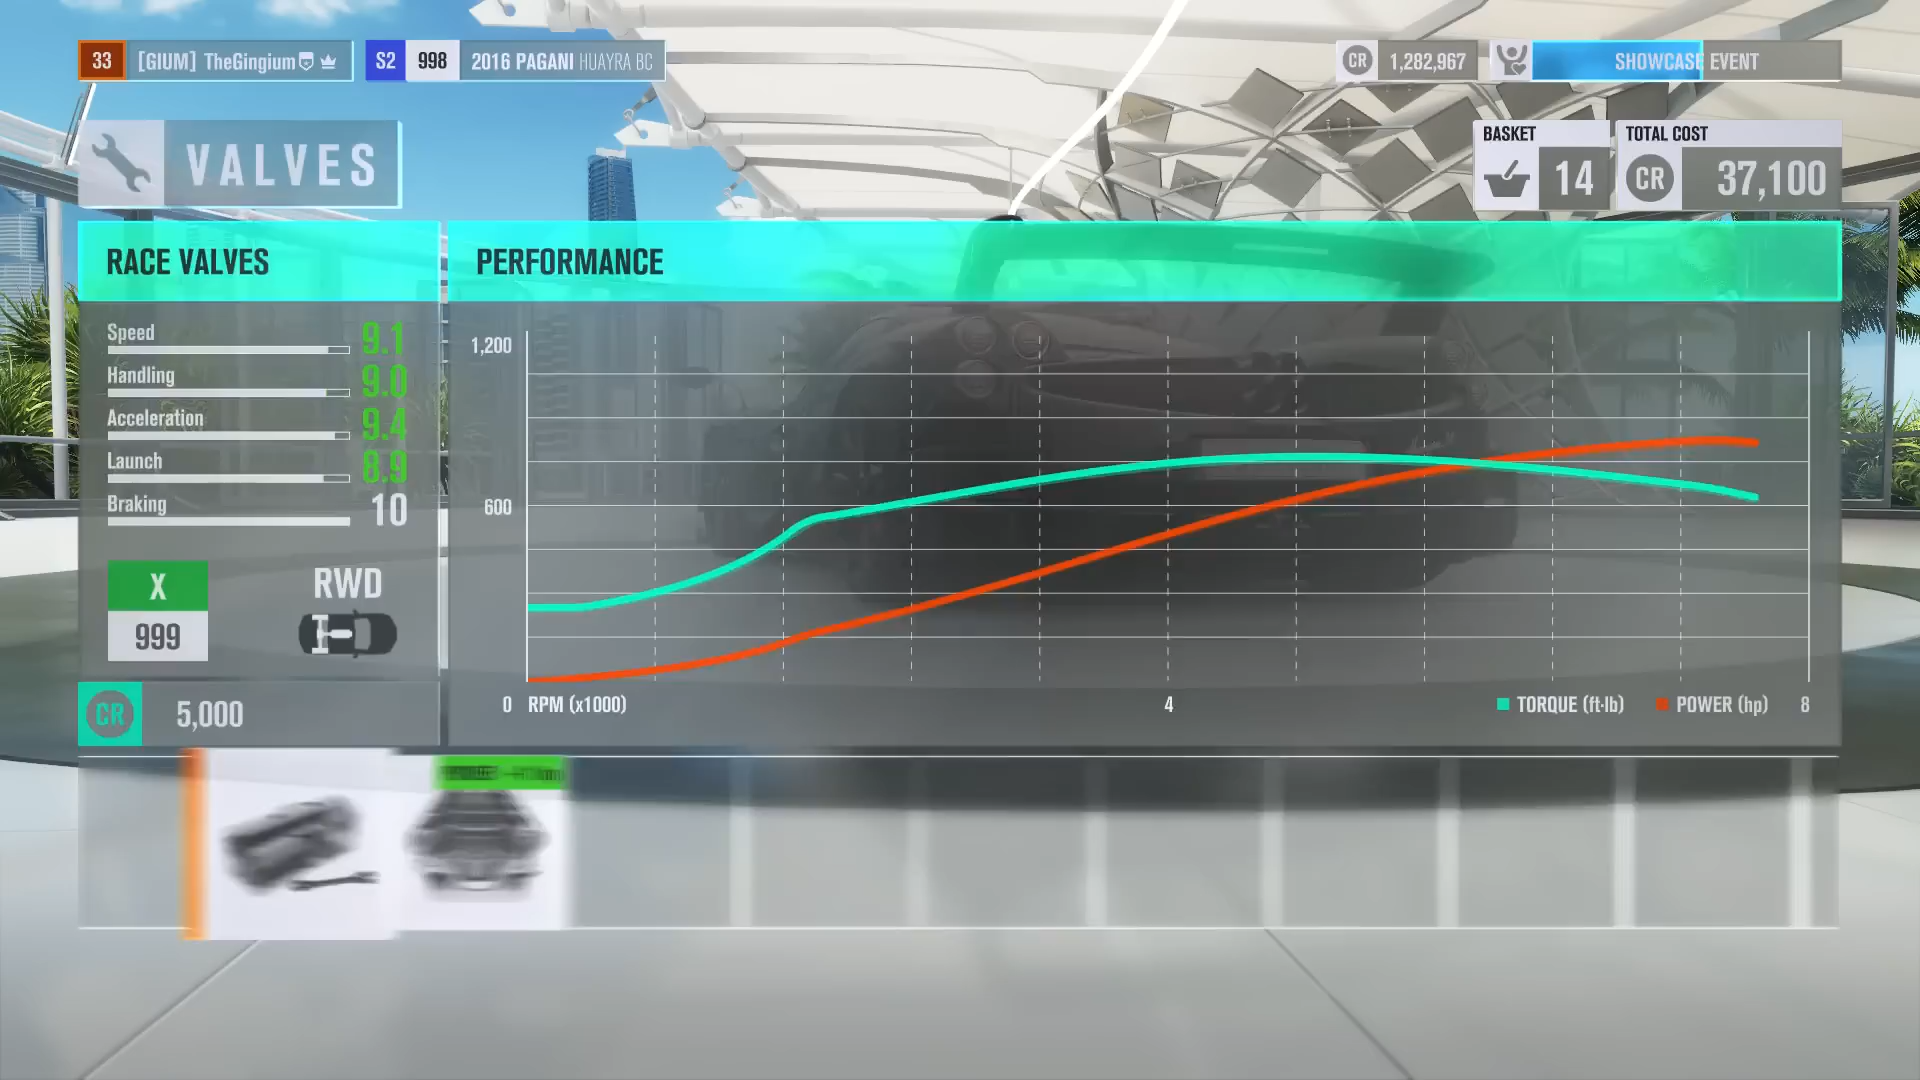 33 [GIUM] TheGingium
S2 998 2016 PAGANI HUAYRA BC
CR 1,282,967
SHOWCASE EVENT
VALVES
BASKET
14
TOTAL COST
CR 37,100
RACE VALVES
Speed 9.1
Handling 9.0
Acceleration 9.4
Launch 8.9
Braking 10
X
999
RWD
CR 5,000
PERFORMANCE
1,200
600
0 RPM (x1000) 4 TORQUE (ft·lb) POWER (hp) 8